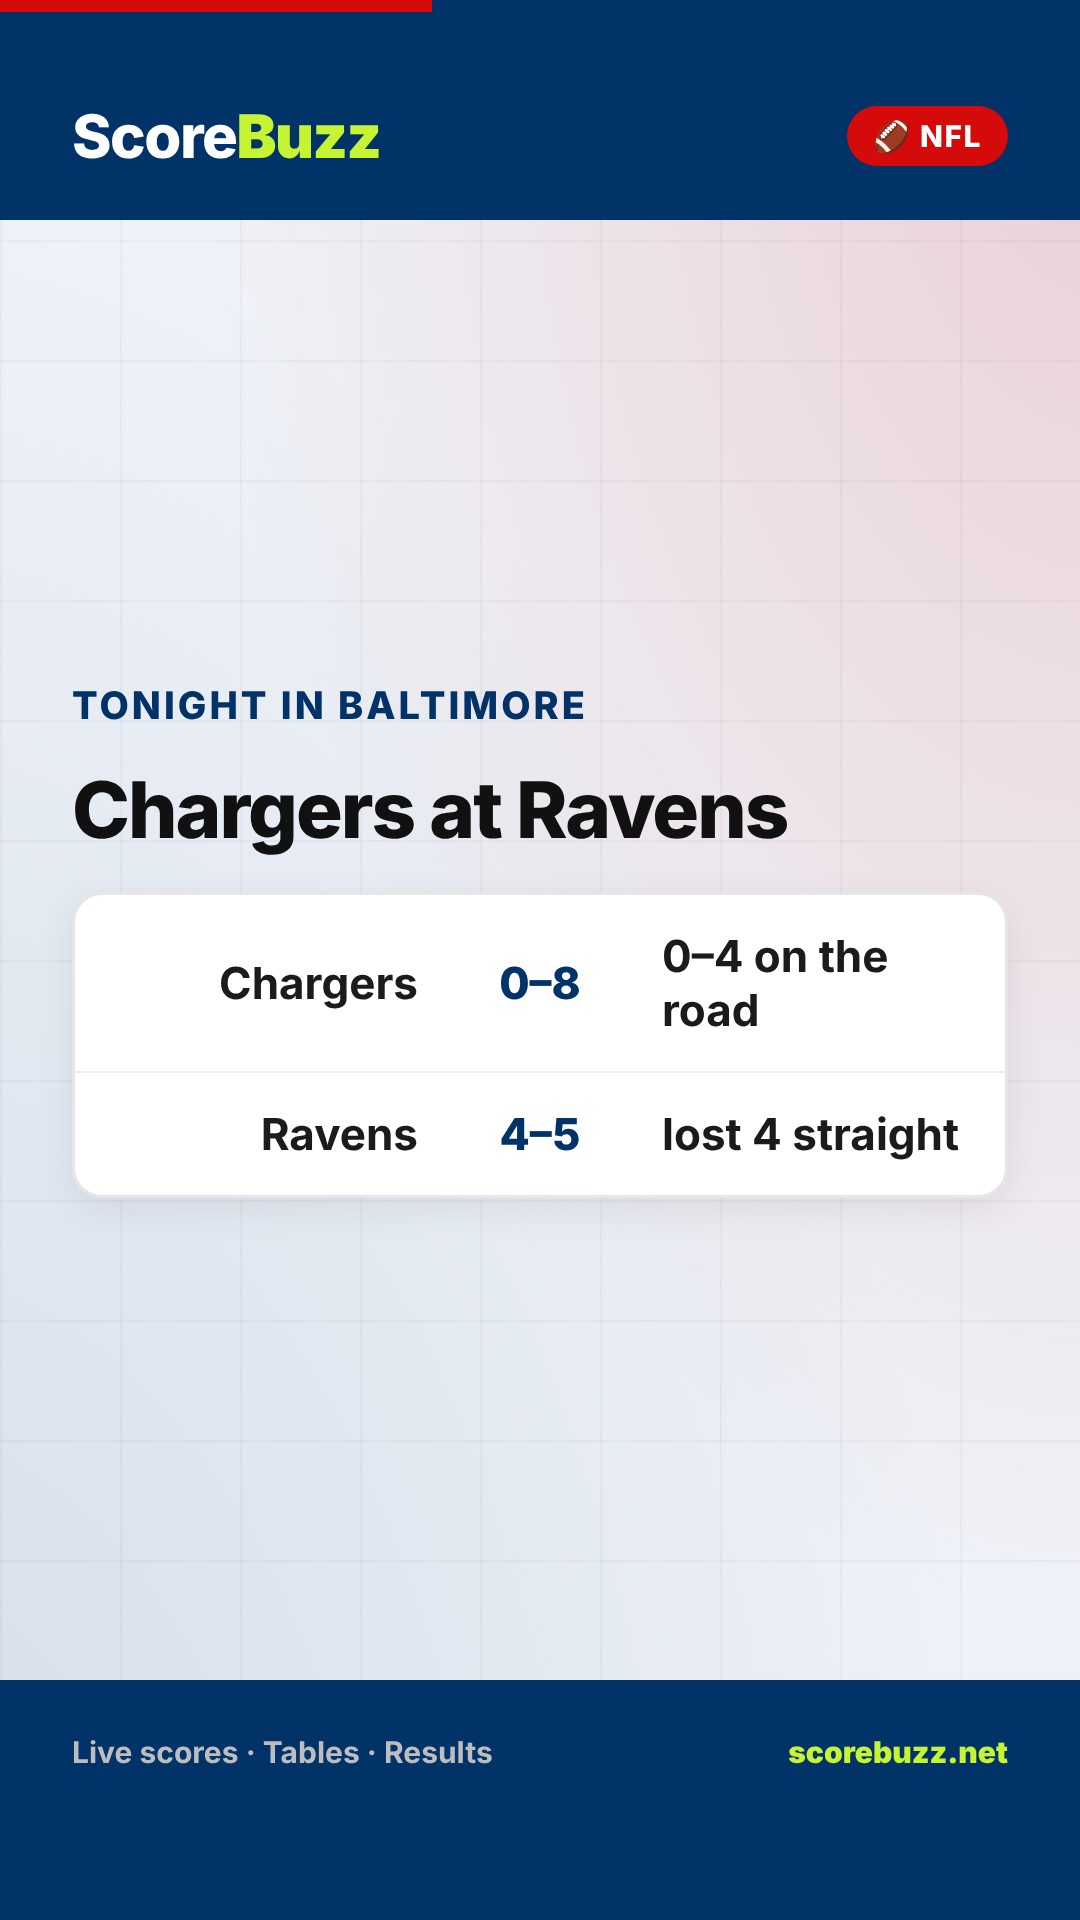 ScoreBuzz
🏈 NFL
TONIGHT IN BALTIMORE
Chargers at Ravens
Chargers 0–8 0–4 on the
road
Ravens 4–5 lost 4 straight
Live scores · Tables · Results
scorebuzz.net